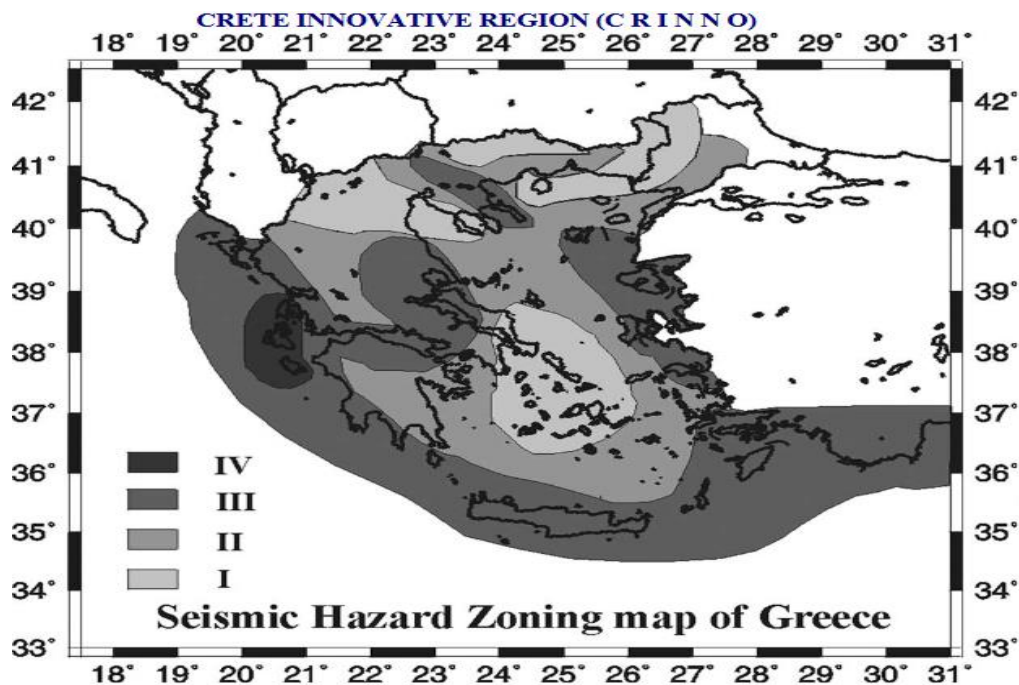 CRETE INNOVATIVE REGION (C R I N N O)
18° 19° 20° 21° 22° 23° 24° 25° 26° 27° 28° 29° 30° 31°
42° 42°
41° 41°
40° 40°
39° 39°
38° 38°
37° 37°
36° 36°
35° 35°
34° 34°
33° 33°
IV
III
II
I
Seismic Hazard Zoning map of Greece
18° 19° 20° 21° 22° 23° 24° 25° 26° 27° 28° 29° 30° 31°